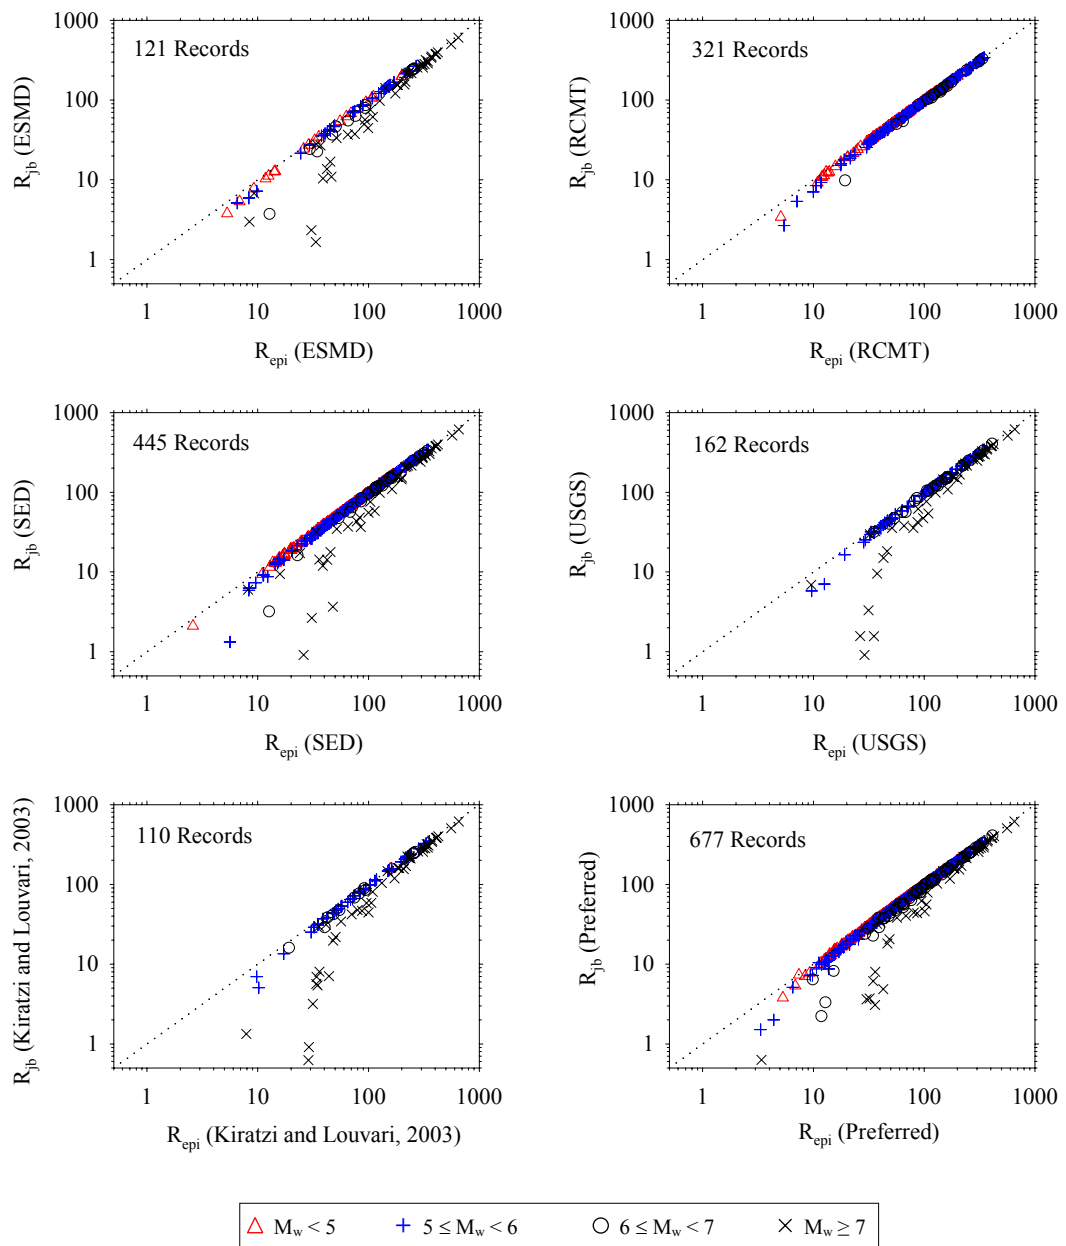 1000
100
10
1
121 Records
R_jb (ESMD)
1 10 100 1000
R_epi (ESMD)
1000
100
10
1
321 Records
R_jb (RCMT)
1 10 100 1000
R_epi (RCMT)
1000
100
10
1
445 Records
R_jb (SED)
1 10 100 1000
R_epi (SED)
1000
100
10
1
162 Records
R_jb (USGS)
1 10 100 1000
R_epi (USGS)
1000
100
10
1
110 Records
R_jb (Kiratzi and Louvari, 2003)
1 10 100 1000
R_epi (Kiratzi and Louvari, 2003)
1000
100
10
1
677 Records
R_jb (Preferred)
1 10 100 1000
R_epi (Preferred)
M_w < 5 5 ≤ M_w < 6 6 ≤ M_w < 7 M_w ≥ 7